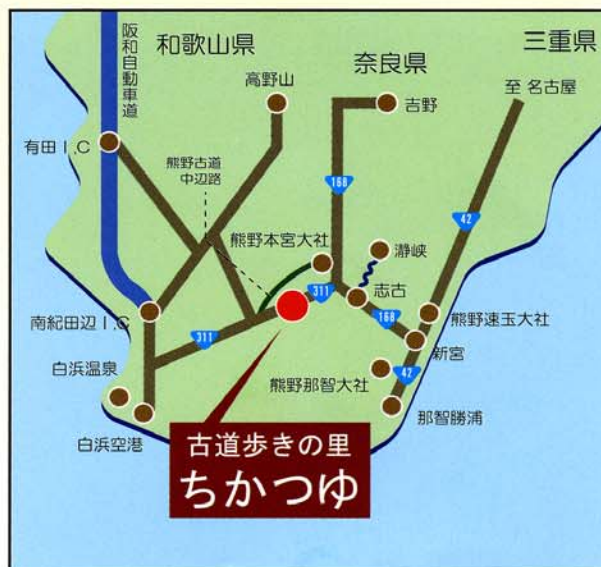 阪和自動車道
和歌山県
奈良県
三重県
高野山
吉野
至 名古屋
有田 I,C
熊野古道
中辺路
168
42
熊野本宮大社
瀞峡
311
志古
南紀田辺 I,C
熊野速玉大社
168
311
新宮
白浜温泉
熊野那智大社
42
白浜空港
那智勝浦
古道歩きの里
ちかつゆ